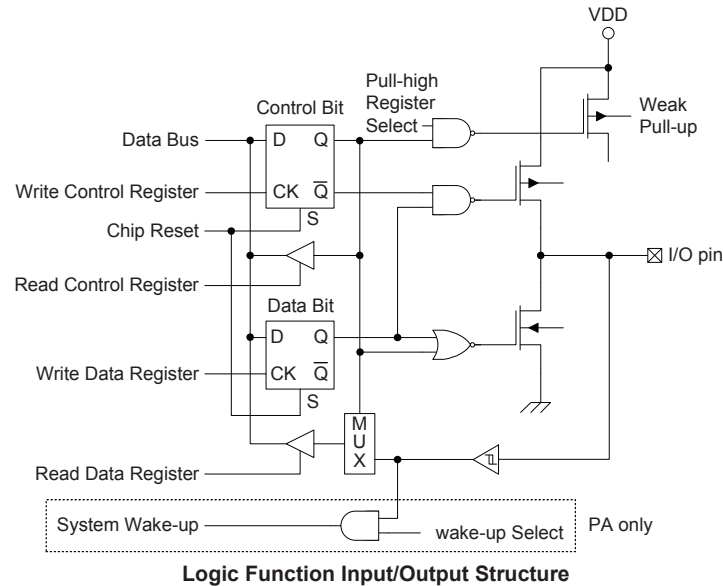 VDD
Pull-high
Register
Select
Weak
Pull-up
Control Bit
Data Bus
D
Q
Write Control Register
CK
Q̅
S
Chip Reset
Read Control Register
I/O pin
Data Bit
D
Q
Write Data Register
CK
Q̅
S
M
U
X
Read Data Register
System Wake-up
wake-up Select
PA only
Logic Function Input/Output Structure